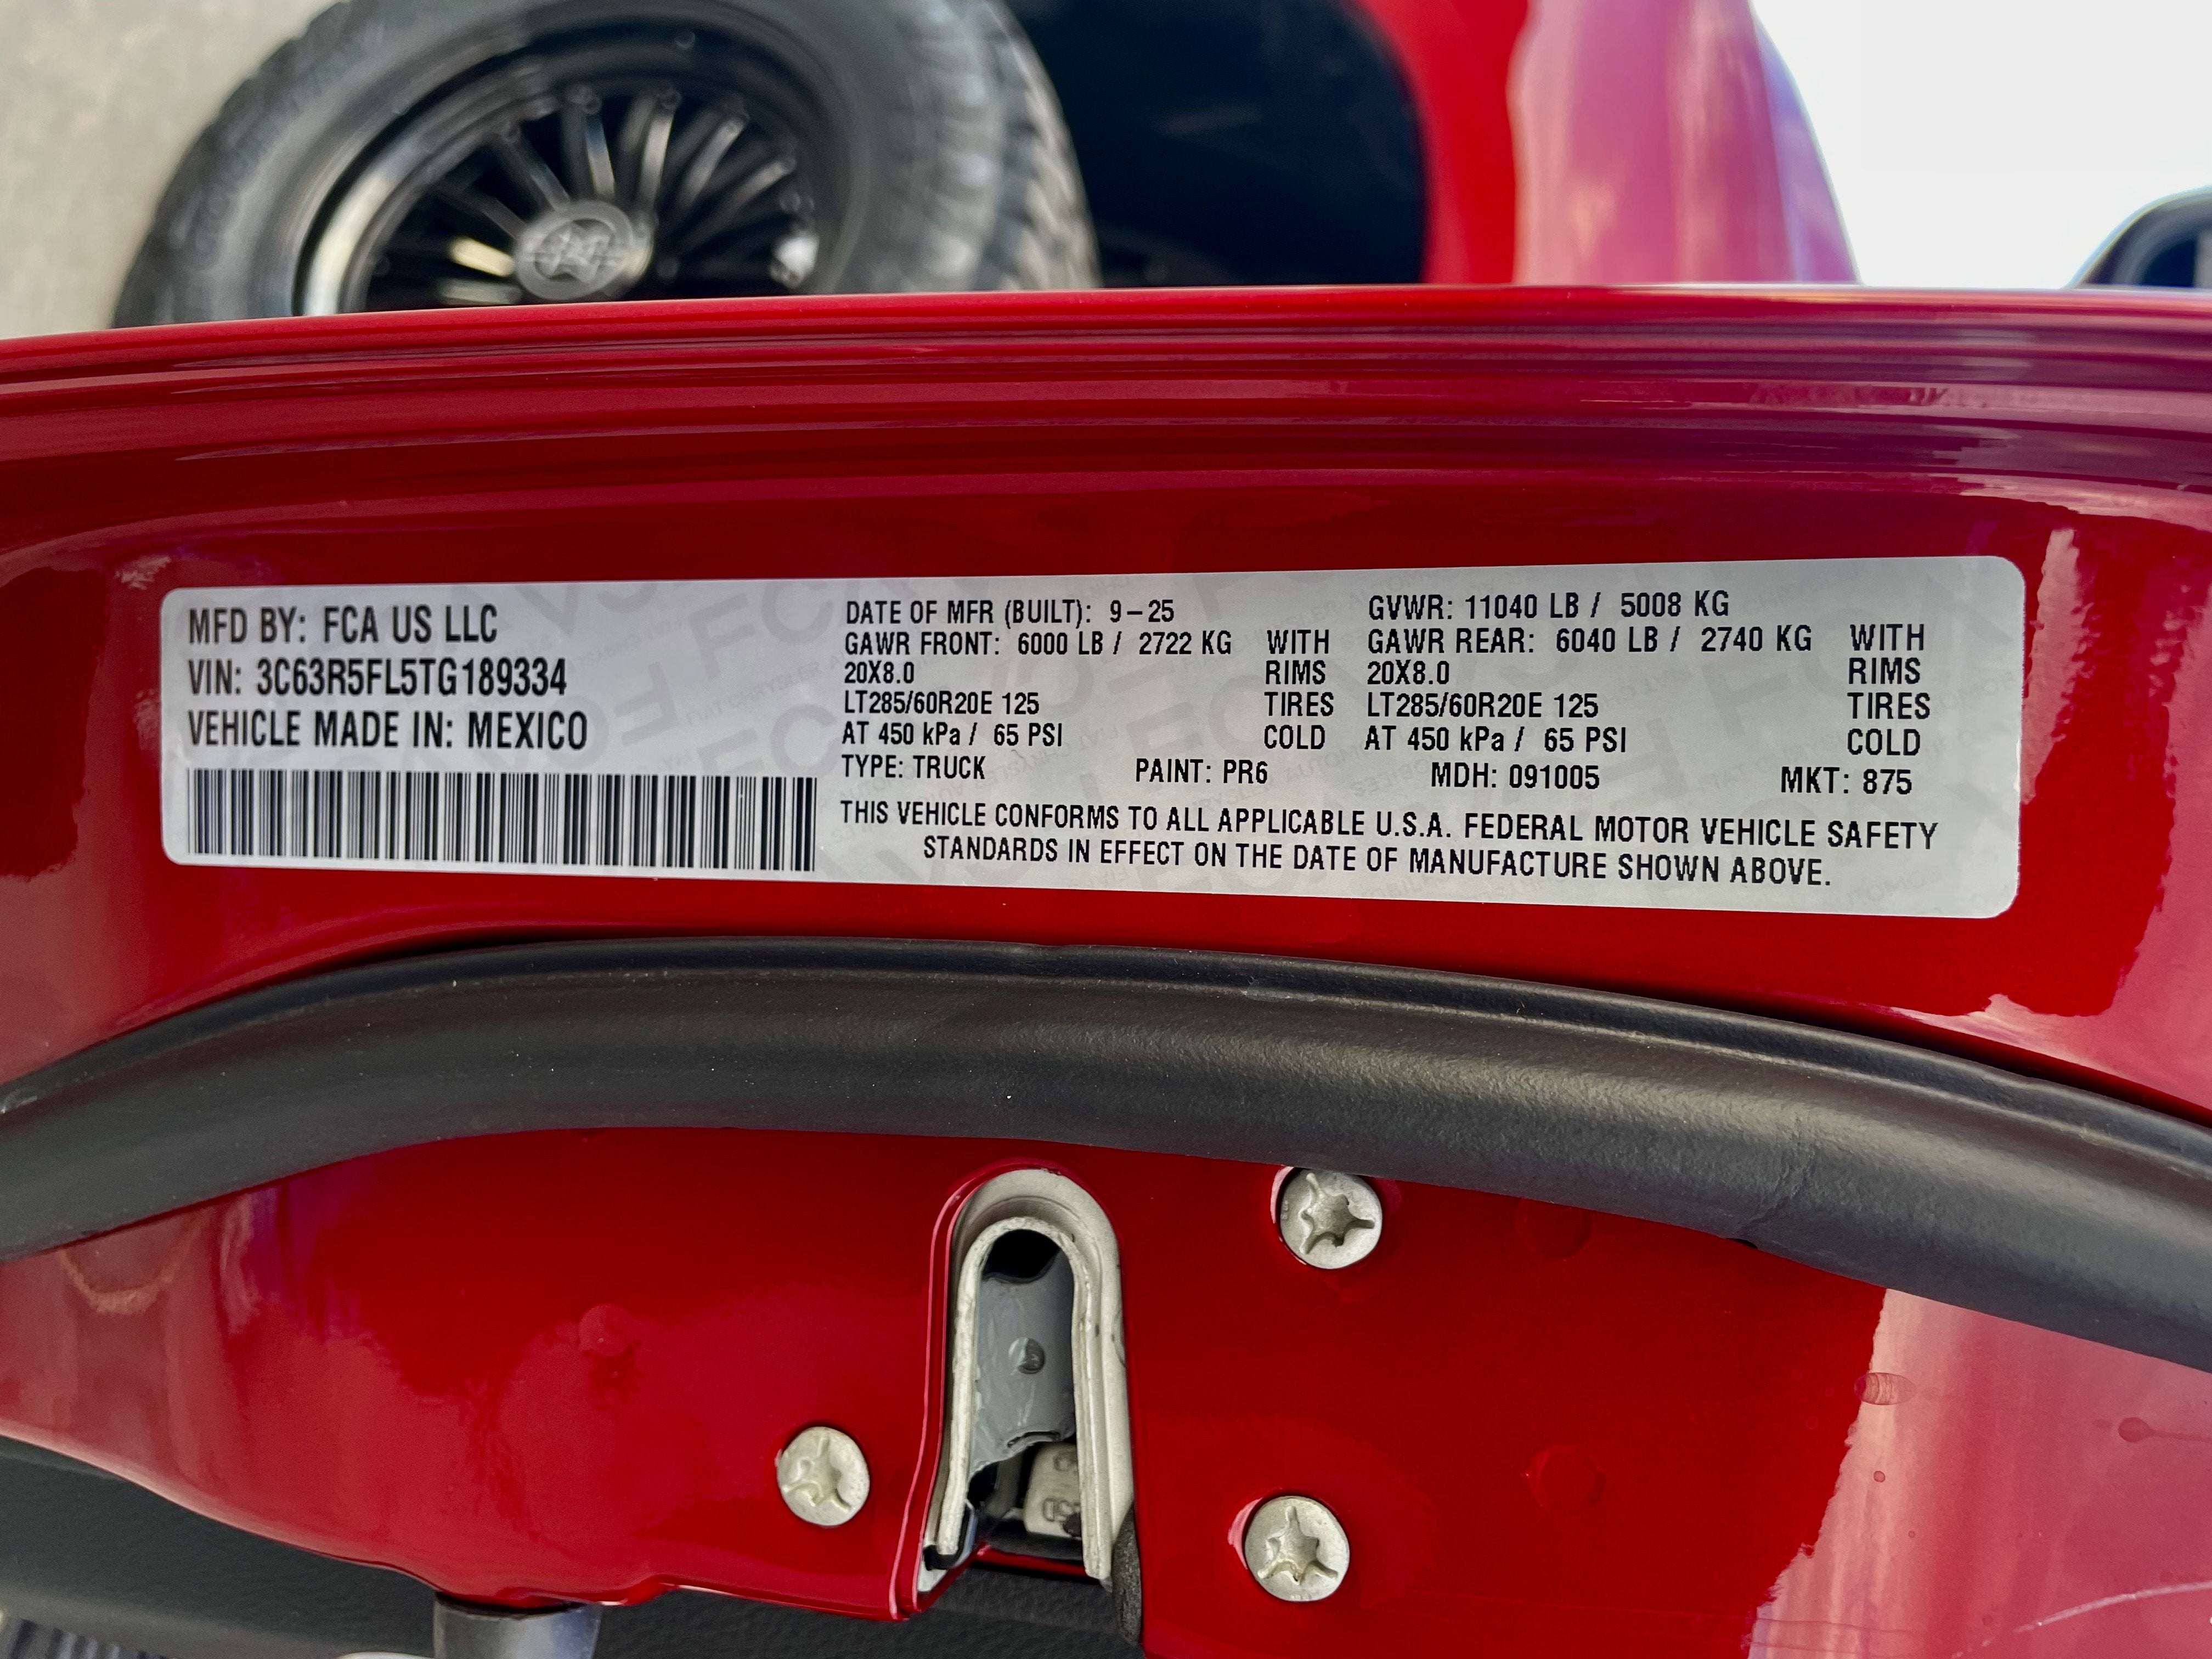 MFD BY: FCA US LLC
VIN: 3C63R5FL5TG189334
VEHICLE MADE IN: MEXICO
DATE OF MFR (BUILT): 9-25 GVWR: 11040 LB / 5008 KG
GAWR FRONT: 6000 LB / 2722 KG WITH GAWR REAR: 6040 LB / 2740 KG WITH
20X8.0 RIMS 20X8.0 RIMS
LT285/60R20E 125 TIRES LT285/60R20E 125 TIRES
AT 450 kPa / 65 PSI COLD AT 450 kPa / 65 PSI COLD
TYPE: TRUCK PAINT: PR6 MDH: 091005 MKT: 875
THIS VEHICLE CONFORMS TO ALL APPLICABLE U.S.A. FEDERAL MOTOR VEHICLE SAFETY
STANDARDS IN EFFECT ON THE DATE OF MANUFACTURE SHOWN ABOVE.